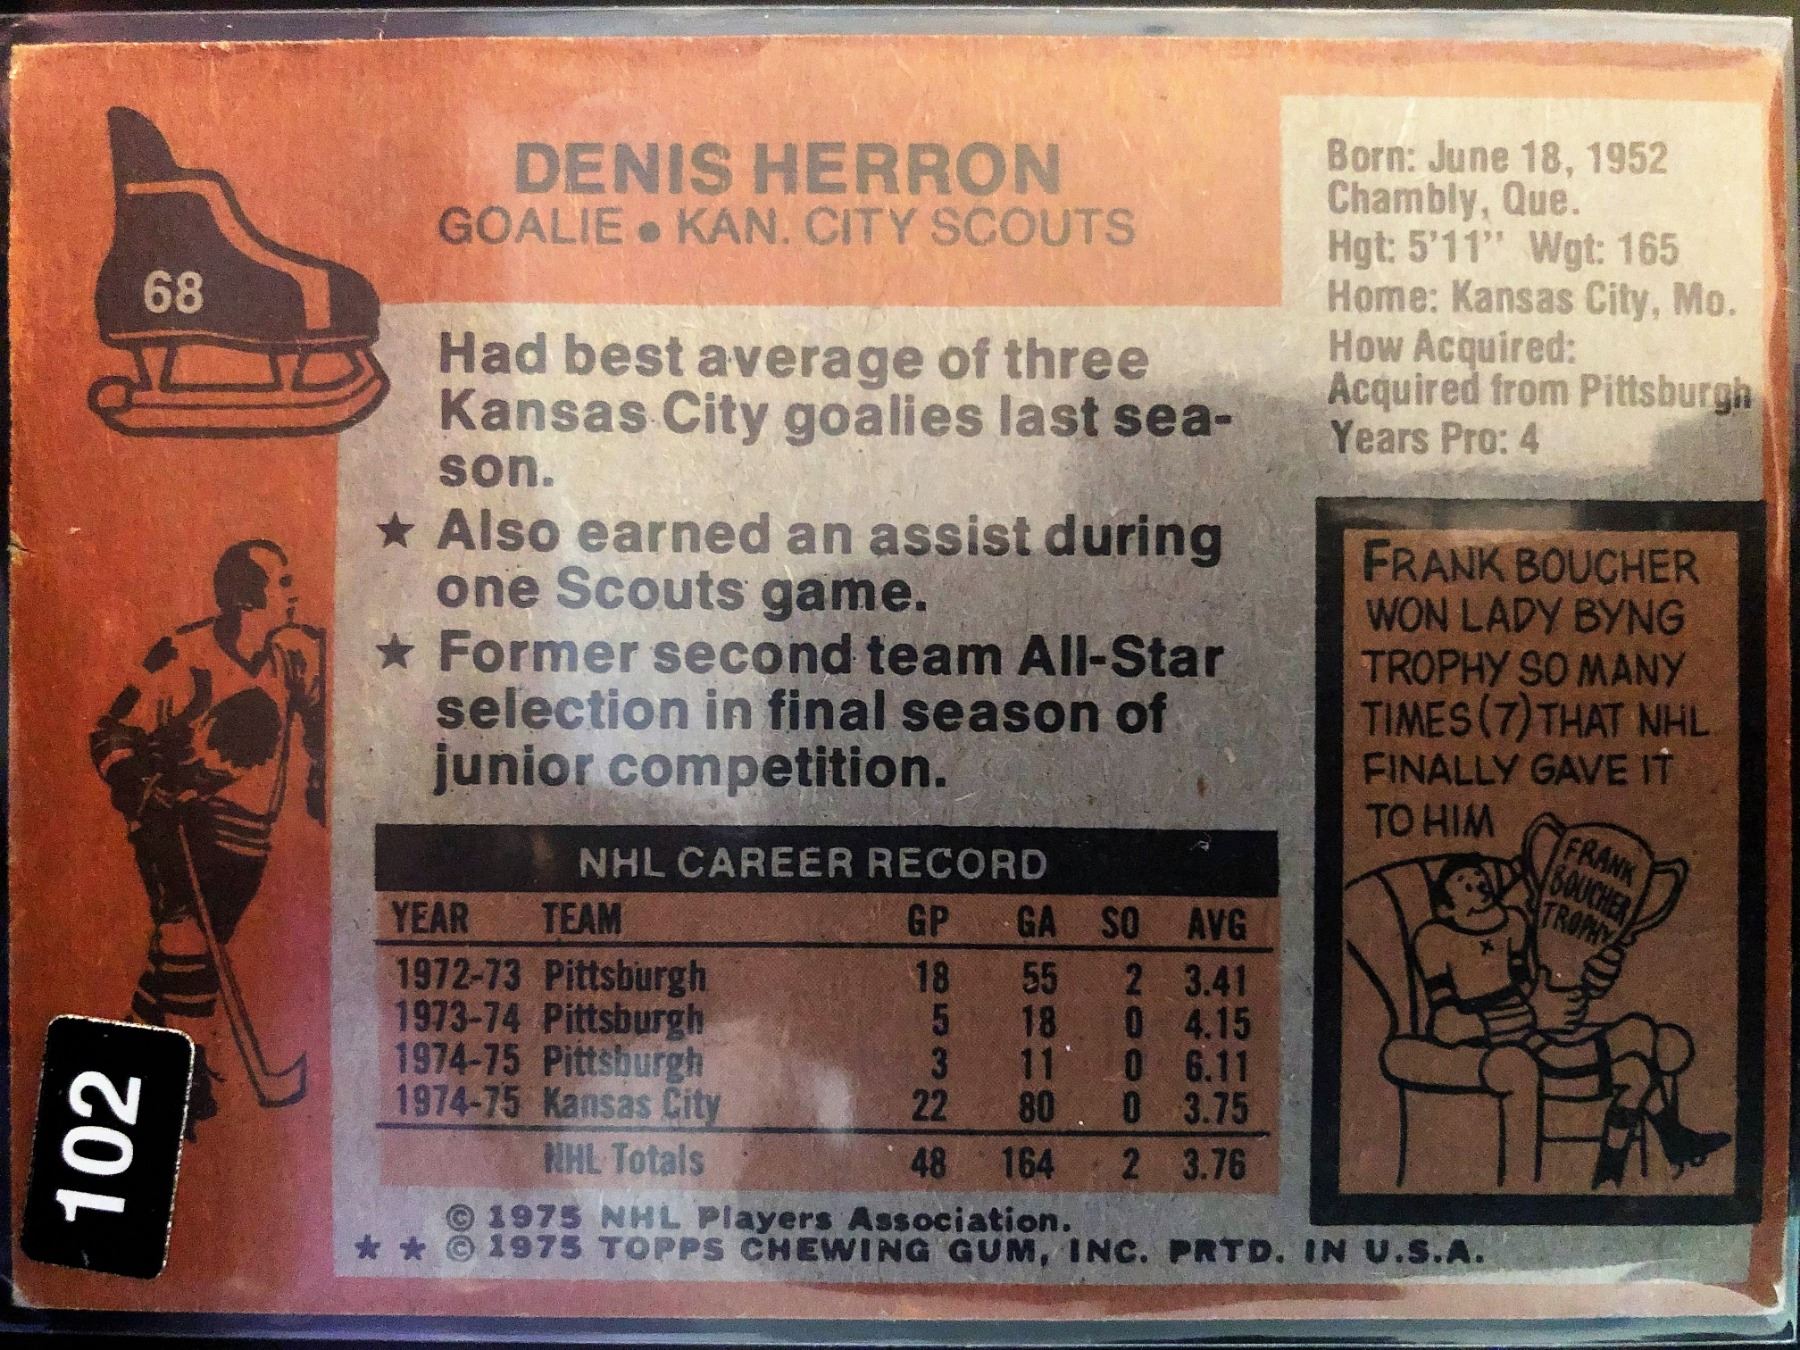 68
DENIS HERRON
GOALIE • KAN. CITY SCOUTS
Born: June 18, 1952
Chambly, Que.
Hgt: 5'11'' Wgt: 165
Home: Kansas City, Mo.
How Acquired:
Acquired from Pittsburgh
Years Pro: 4
Had best average of three
Kansas City goalies last sea-
son.
★ Also earned an assist during
one Scouts game.
★ Former second team All-Star
selection in final season of
junior competition.
FRANK BOUCHER
WON LADY BYNG
TROPHY SO MANY
TIMES (7) THAT NHL
FINALLY GAVE IT
TO HIM
FRANK
BOUCHER
TROPHY
NHL CAREER RECORD
YEAR TEAM GP GA SO AVG
1972-73 Pittsburgh 18 55 2 3.41
1973-74 Pittsburgh 5 18 0 4.15
1974-75 Pittsburgh 3 11 0 6.11
1974-75 Kansas City 22 80 0 3.75
NHL Totals 48 164 2 3.76
© 1975 NHL Players Association.
★ ★ © 1975 TOPPS CHEWING GUM, INC. PRTD. IN U.S.A.
102